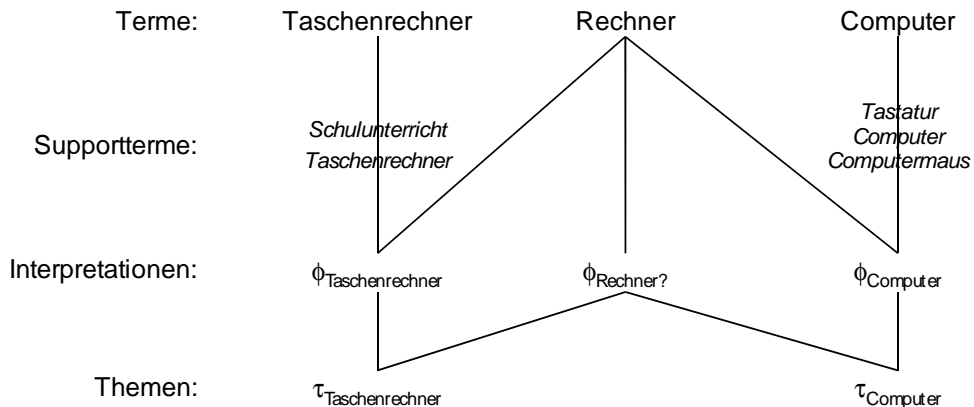 Terme: Taschenrechner Rechner Computer
Supportterme: Schulunterricht Taschenrechner Tastatur Computer Computermaus
Interpretationen: ϕTaschenrechner ϕRechner? ϕComputer
Themen: τTaschenrechner τComputer